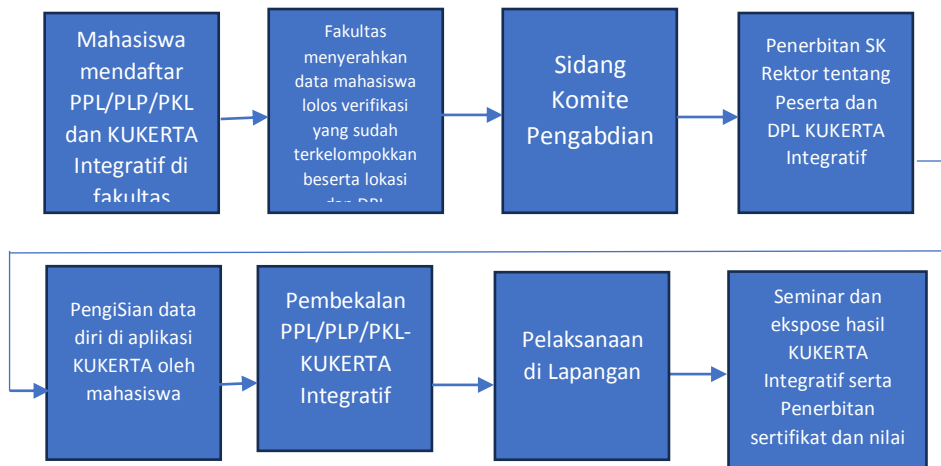 Mahasiswa
mendaftar
PPL/PLP/PKL
dan KUKERTA
Integratif di
fakultas
Fakultas
menyerahkan
data mahasiswa
lolos verifikasi
yang sudah
terkelompokkan
beserta lokasi
dan DPL
Sidang
Komite
Pengabdian
Penerbitan SK
Rektor tentang
Peserta dan
DPL KUKERTA
Integratif
PengiSian data
diri di aplikasi
KUKERTA oleh
mahasiswa
Pembekalan
PPL/PLP/PKL-
KUKERTA
Integratif
Pelaksanaan
di Lapangan
Seminar dan
ekspose hasil
KUKERTA
Integratif serta
Penerbitan
sertifikat dan nilai